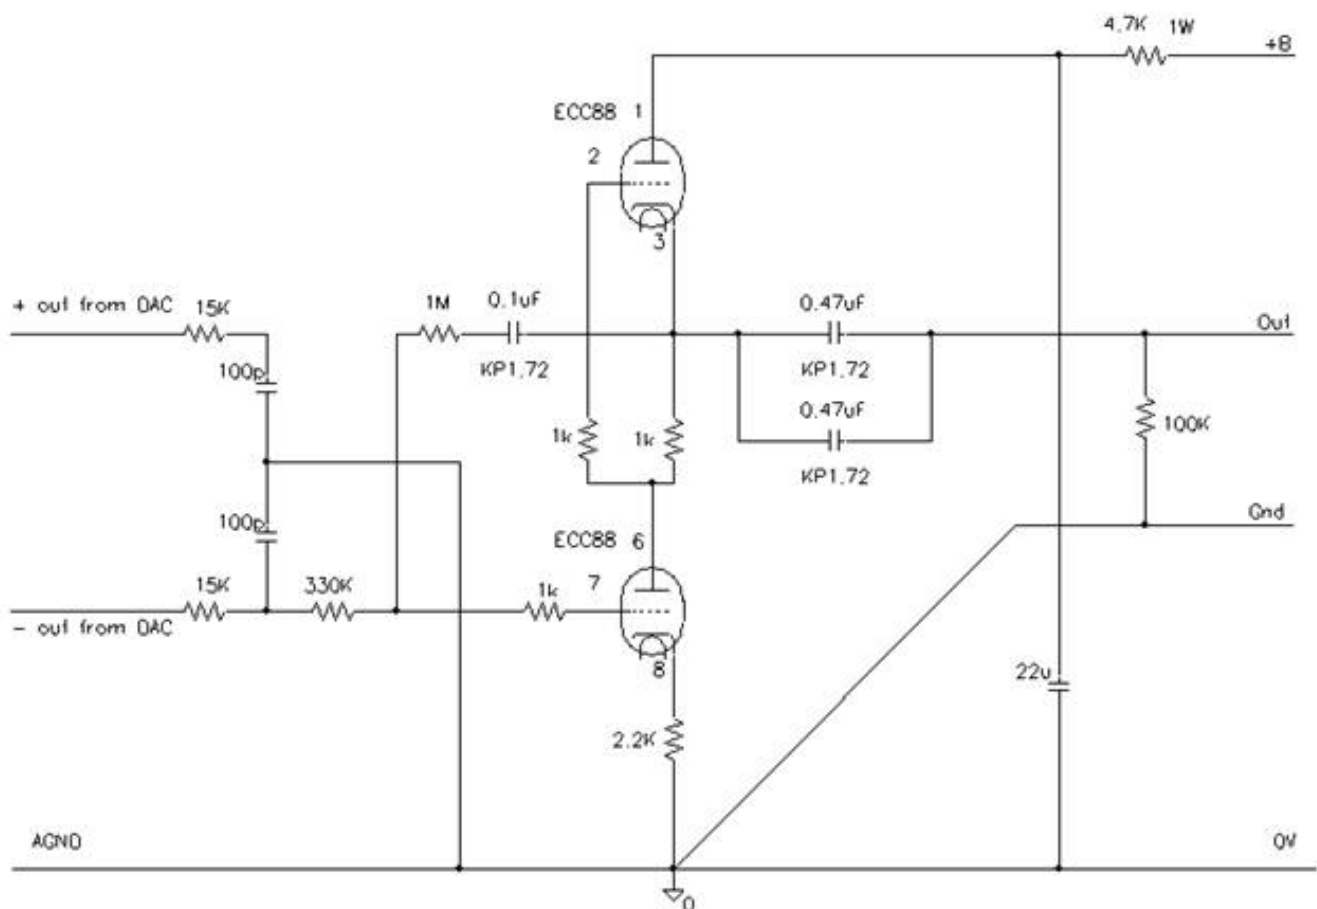 4.7K 1W
+B
ECC88 1
2
3
+ out from DAC 15K
1M 0.1uF
0.47uF
Out
100p
KP1.72
KP1.72
0.47uF
1k
1k
100K
KP1.72
100p
Gnd
ECC88 6
15K 330K
1k 7
- out from DAC
8
22u
2.2K
AGND
0V
0